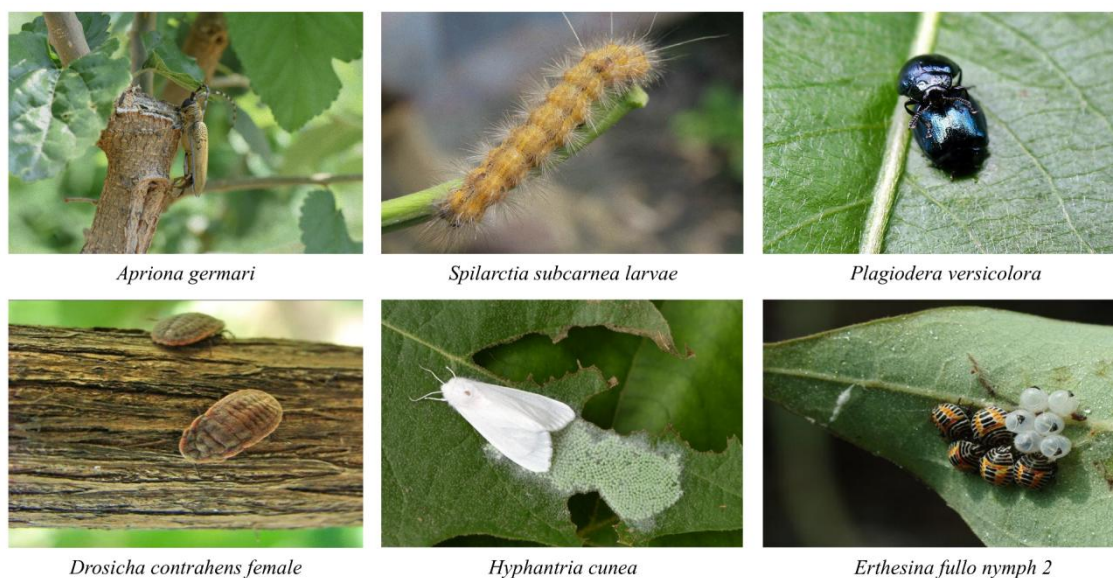 Apriona germari
Spilarctia subcarnea larvae
Plagiodera versicolora
Drosicha contrahens female
Hyphantria cunea
Erthesina fullo nymph 2